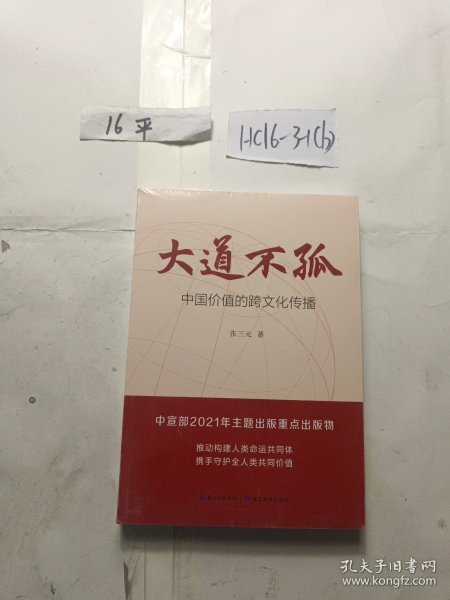 16平
HC16-31(b)
大道不孤
中国价值的跨文化传播
张三元 著
中宣部2021年主题出版重点出版物
推动构建人类命运共同体
携手守护全人类共同价值
孔夫子旧书网
www.kongfz.com